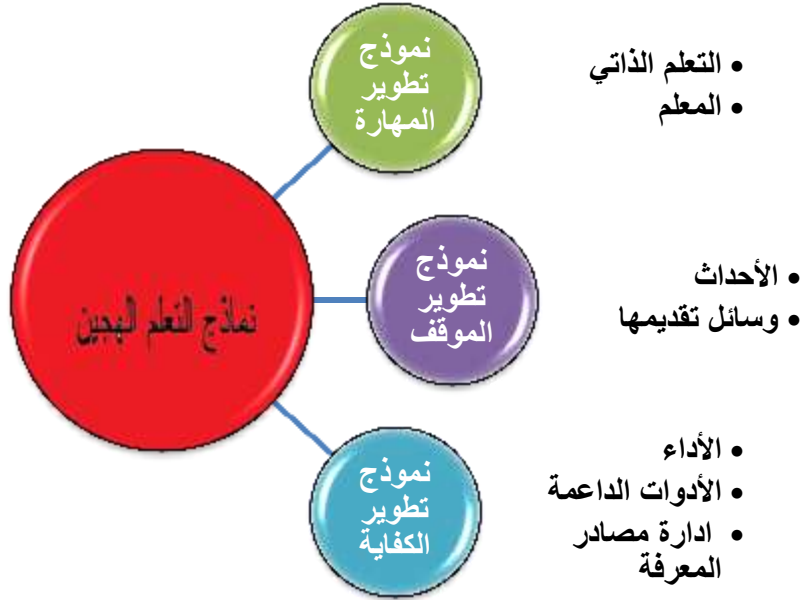 نماذج التعلم الهجين
نموذج
تطوير
المهارة
• التعلم الذاتي
• المعلم
نموذج
تطوير
الموقف
• الأحداث
• وسائل تقديمها
نموذج
تطوير
الكفاية
• الأداء
• الأدوات الداعمة
• ادارة مصادر
المعرفة